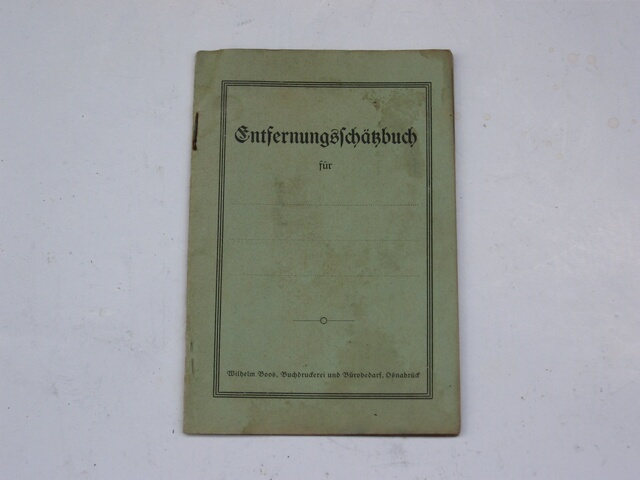 Entfernungsschätzbuch
für
Wilhelm Boos, Buchdruckerei und Bürobedarf, Osnabrück